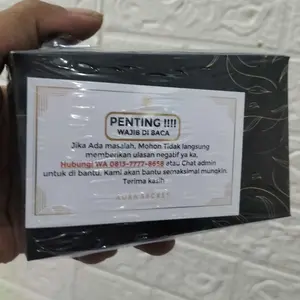 PENTING !!!!
WAJIB DI BACA
Jika Ada masalah, Mohon Tidak langsung
memberikan ulasan negatif ya ka,
Hubungi WA 0813-7777-9658 atau Chat admin
untuk di bantu, Kami akan bantu semaksimal mungkin.
Terima kasih